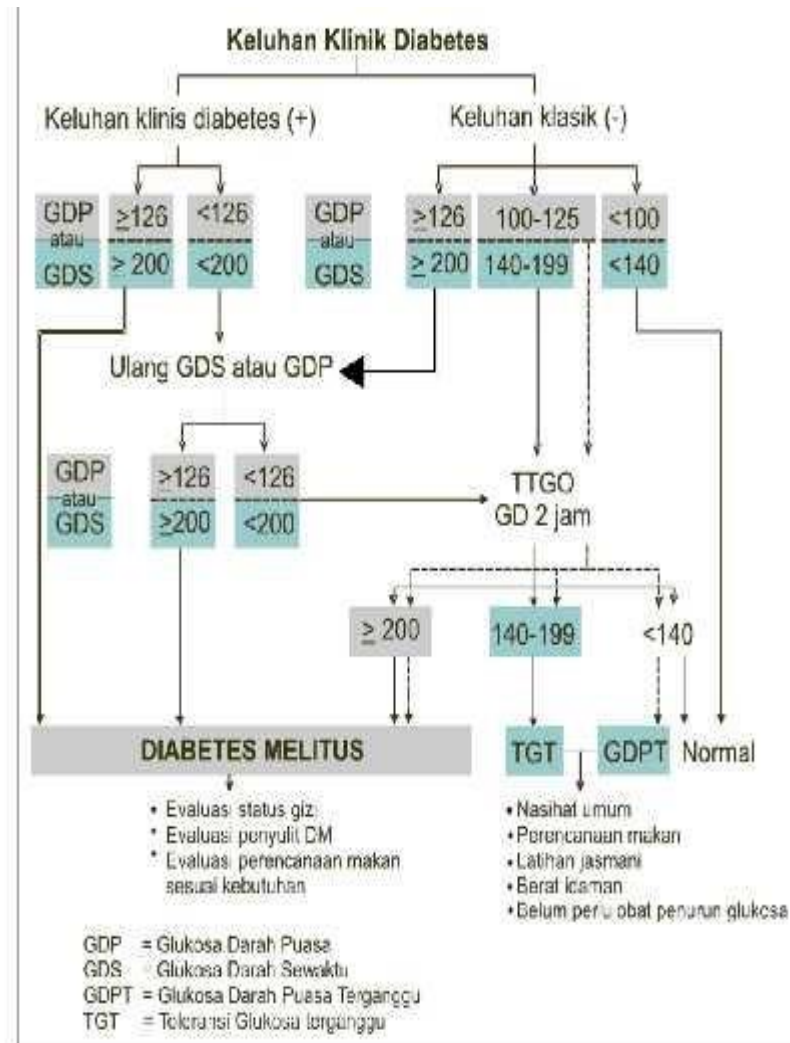 Keluhan Klinik Diabetes
Keluhan klinis diabetes (+)
Keluhan klasik (-)
GDP
atau
GDS
≥126
<126
> 200
<200
GDP
atau
GDS
≥126
100-125
<100
≥ 200
140-199
<140
Ulang GDS atau GDP
GDP
atau
GDS
≥126
<126
≥200
<200
TTGO
GD 2 jam
≥ 200
140-199
<140
DIABETES MELITUS
TGT
GDPT
Normal
• Evaluasi status gizi
• Evaluasi penyulit DM
• Evaluasi perencanaan makan
sesuai kebutuhan
• Nasihat umum
• Perencanaan makan
• Latihan jasmani
• Berat idaman
• Belum perlu obat penurun glukosa
GDP = Glukosa Darah Puasa
GDS = Glukosa Darah Sewaktu
GDPT = Glukosa Darah Puasa Terganggu
TGT = Toleransi Glukosa terganggu